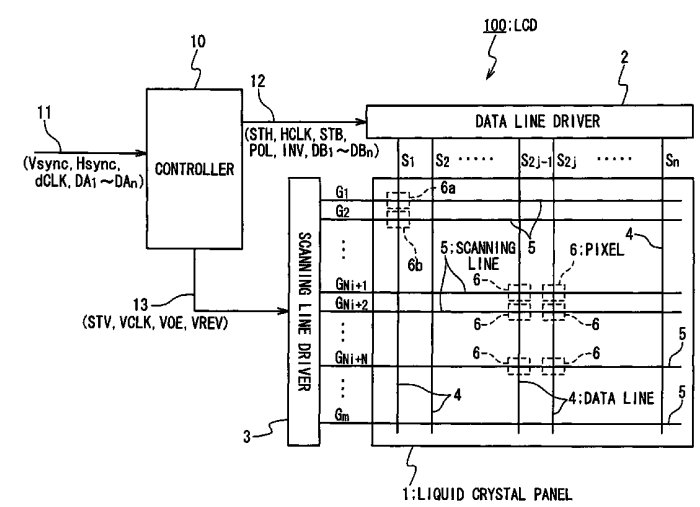 100:LCD
10
2
12
11
DATA LINE DRIVER
(STH, HCLK, STB,
POL, INV, DB1~DBn)
(Vsync, Hsync,
dCLK, DA1~DAn)
CONTROLLER
S1 S2 ····· S2j-1 S2j ····· Sn
6a
G1
G2
4
5
6b
5;SCANNING
LINE
6;PIXEL
SCANNING LINE DRIVER
13
(STV, VCLK, VOE, VREV)
GNi+1
6
GNi+2
6 6
6 6
GNi+N
5
4
4;DATA LINE
5
Gm
3
1;LIQUID CRYSTAL PANEL